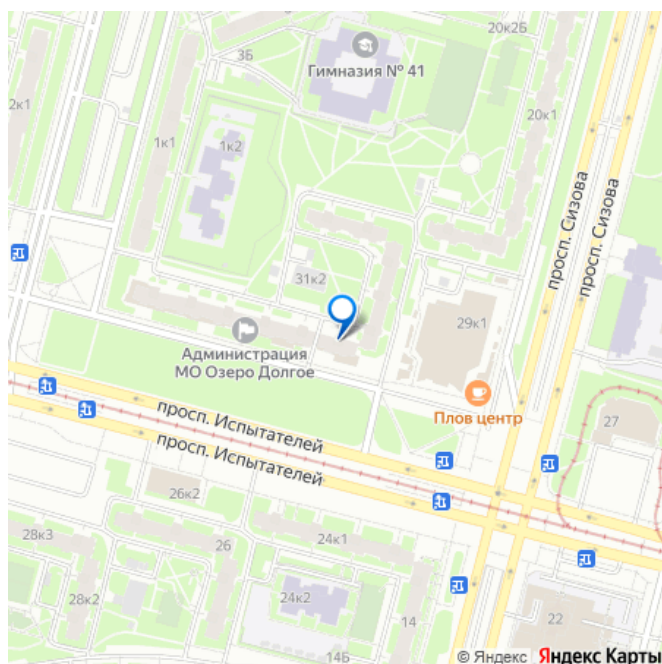 20к2Б
3Б
Гимназия № 41
2к1
20к1
1к1
1к2
просп. Сизова
просп. Сизова
31к2
29к1
Администрация
МО Озеро Долгое
Плов центр
27
просп. Испытателей
просп. Испытателей
26к2
28к3
26
24к1
28к2
24к2
14
22
14Б
© Яндекс Яндекс Карты